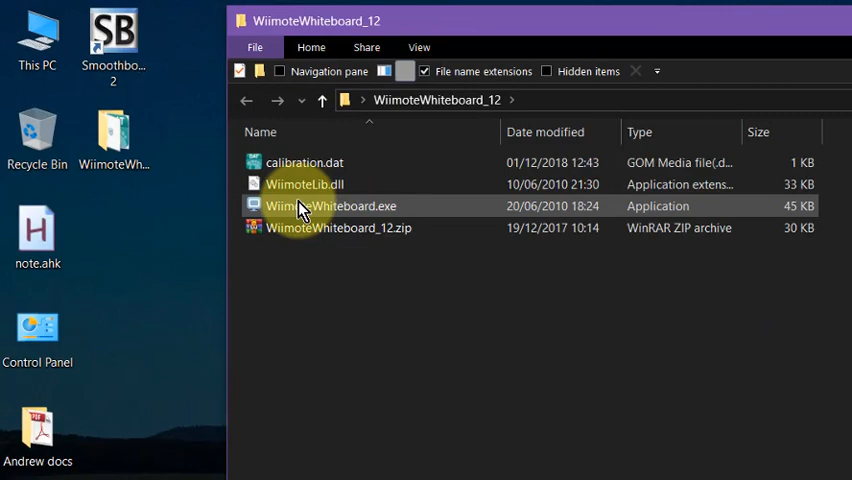 WiimoteWhiteboard_12
File Home Share View
Navigation pane File name extensions Hidden items
WiimoteWhiteboard_12
Name Date modified Type Size
calibration.dat 01/12/2018 12:43 GOM Media file(.d... 1 KB
WiimoteLib.dll 10/06/2010 21:30 Application extens... 33 KB
WiimoteWhiteboard.exe 20/06/2010 18:24 Application 45 KB
WiimoteWhiteboard_12.zip 19/12/2017 10:14 WinRAR ZIP archive 30 KB
This PC
SB
Smoothbo...
2
Recycle Bin
WiimoteWh...
H
note.ahk
Control Panel
PDF
Andrew docs